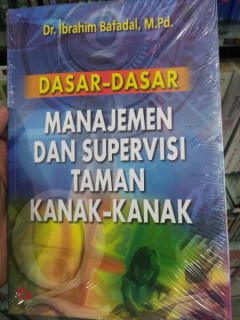 Dr. Ibrahim Bafadal, M.Pd.
DASAR-DASAR
MANAJEMEN
DAN SUPERVISI
TAMAN
KANAK-KANAK